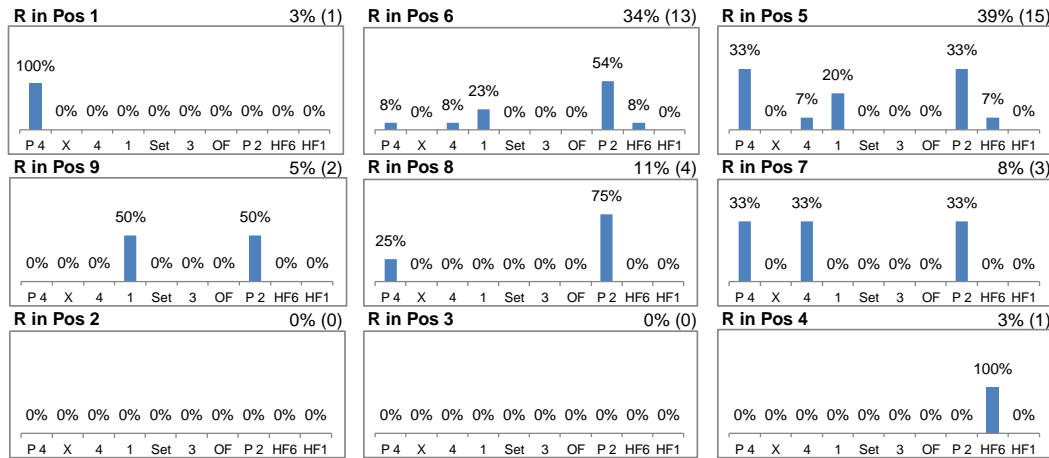 R in Pos 1 3% (1)
100%
0% 0% 0% 0% 0% 0% 0% 0% 0%
P 4 X 4 1 Set 3 OF P 2 HF6 HF1
R in Pos 6 34% (13)
54%
23%
8% 0% 8% 0% 0% 0% 8% 0%
P 4 X 4 1 Set 3 OF P 2 HF6 HF1
R in Pos 5 39% (15)
33% 33%
20%
0% 7% 0% 0% 0% 7% 0%
P 4 X 4 1 Set 3 OF P 2 HF6 HF1
R in Pos 9 5% (2)
50% 50%
0% 0% 0% 0% 0% 0% 0% 0%
P 4 X 4 1 Set 3 OF P 2 HF6 HF1
R in Pos 8 11% (4)
75%
25%
0% 0% 0% 0% 0% 0% 0% 0%
P 4 X 4 1 Set 3 OF P 2 HF6 HF1
R in Pos 7 8% (3)
33% 33% 33%
0% 0% 0% 0% 0% 0% 0%
P 4 X 4 1 Set 3 OF P 2 HF6 HF1
R in Pos 2 0% (0)
0% 0% 0% 0% 0% 0% 0% 0% 0% 0%
P 4 X 4 1 Set 3 OF P 2 HF6 HF1
R in Pos 3 0% (0)
0% 0% 0% 0% 0% 0% 0% 0% 0% 0%
P 4 X 4 1 Set 3 OF P 2 HF6 HF1
R in Pos 4 3% (1)
100%
0% 0% 0% 0% 0% 0% 0% 0% 0%
P 4 X 4 1 Set 3 OF P 2 HF6 HF1